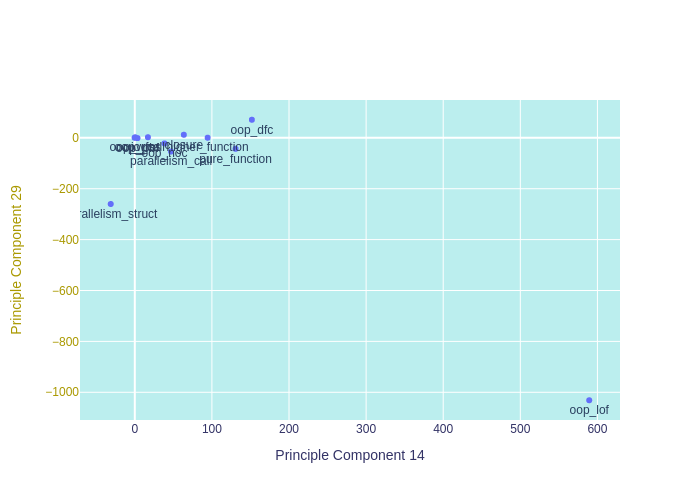 0
−200
−400
−600
−800
−1000
0
100
200
300
400
500
600
Principle Component 14
Principle Component 29
oop_dfc
pure_function
parallelism_call
rallelism_struct
oop_lof